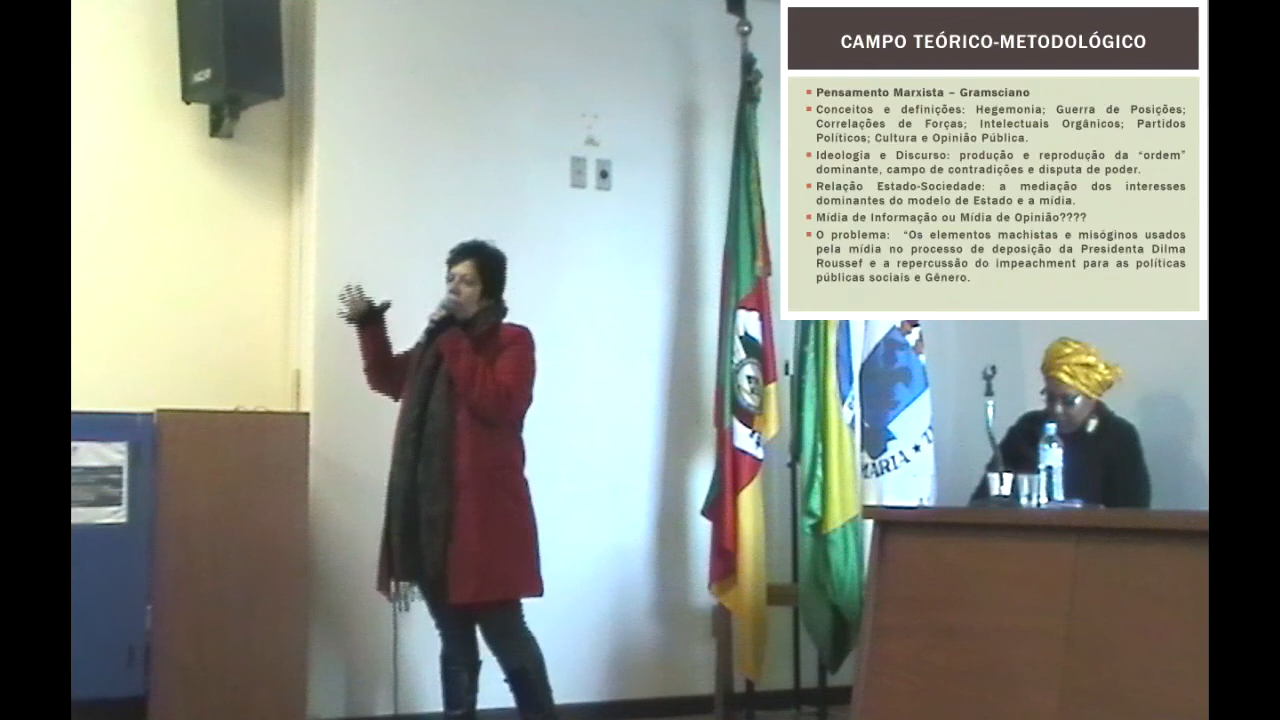 CAMPO TEÓRICO-METODOLÓGICO
Pensamento Marxista – Gramsciano
Conceitos e definições: Hegemonia; Guerra de Posições;
Correlações de Forças; Intelectuais Orgânicos; Partidos
Políticos; Cultura e Opinião Pública.
Ideologia e Discurso: produção e reprodução da “ordem”
dominante, campo de contradições e disputa de poder.
Relação Estado-Sociedade: a mediação dos interesses
dominantes do modelo de Estado e a mídia.
Mídia de Informação ou Mídia de Opinião????
O problema: “Os elementos machistas e misóginos usados
pela mídia no processo de deposição da Presidenta Dilma
Roussef e a repercussão do impeachment para as políticas
públicas sociais e Gênero.